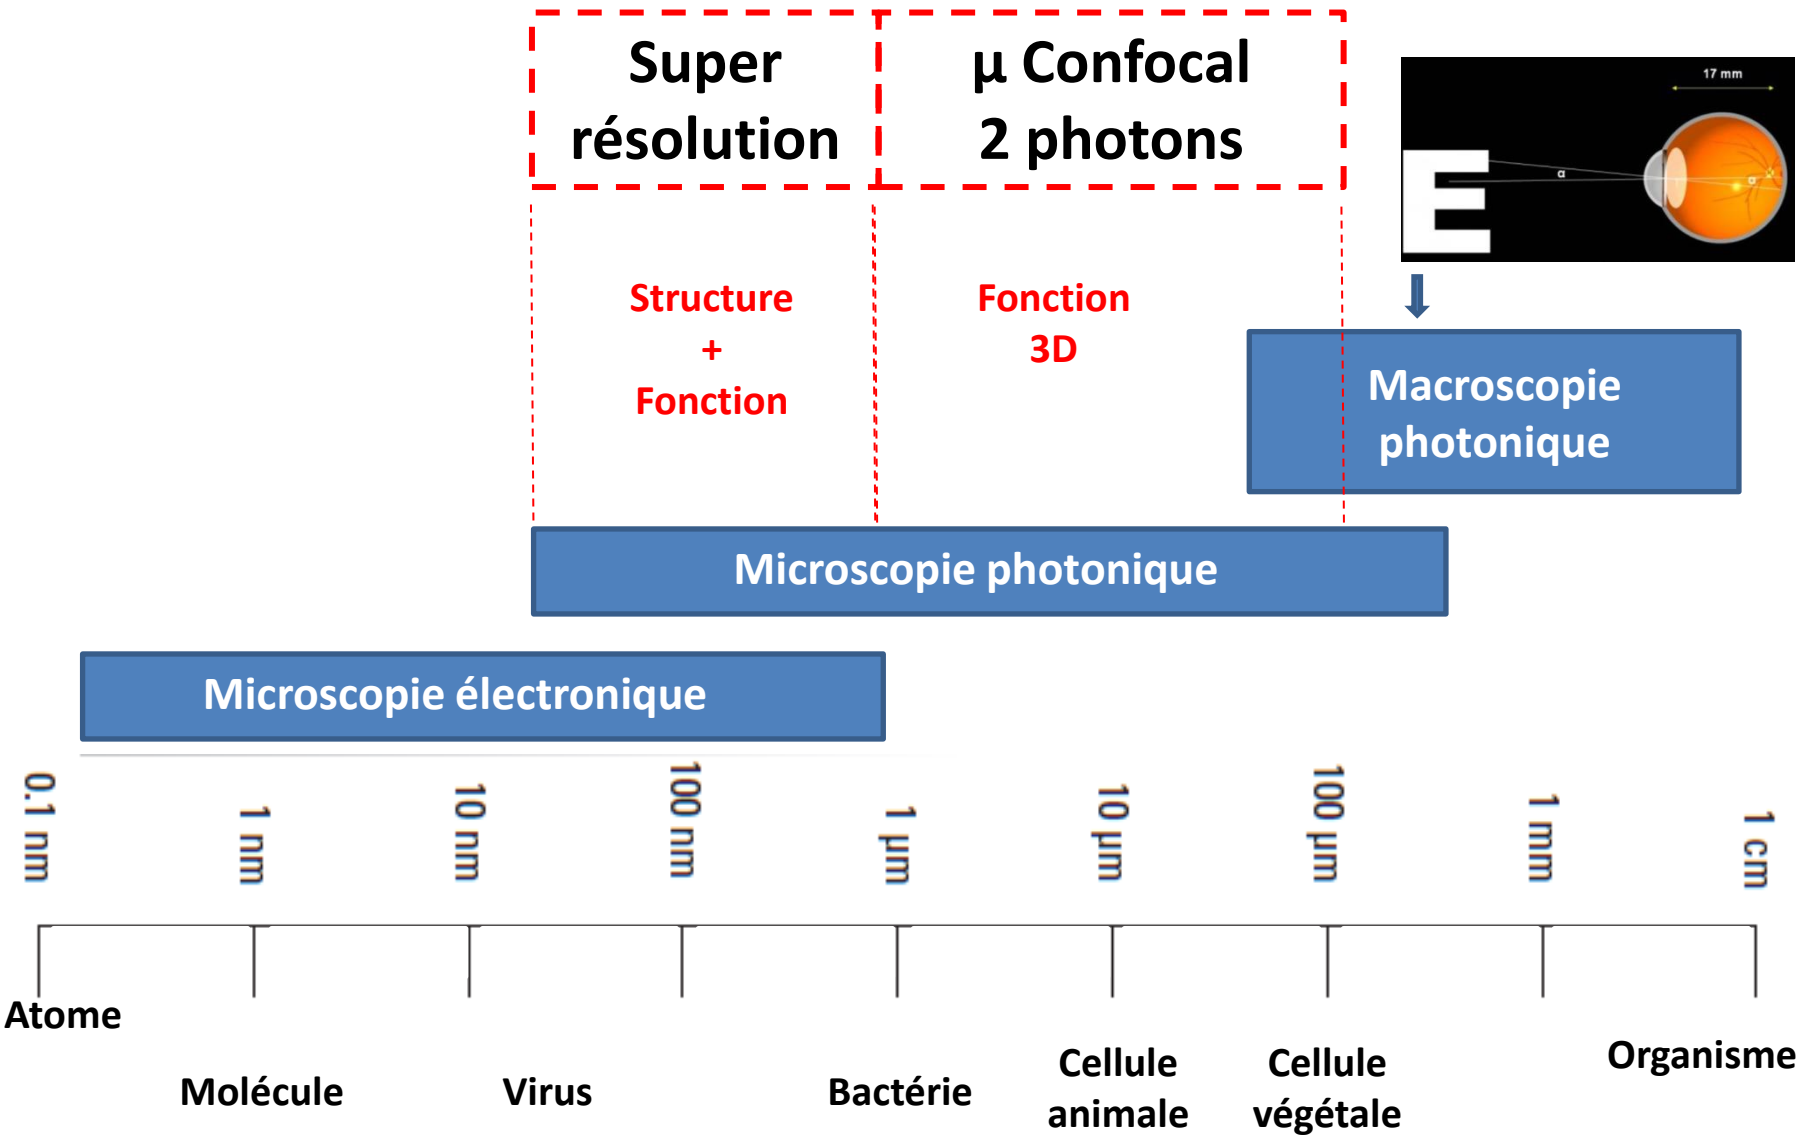 Super
résolution
µ Confocal
2 photons
17 mm
E
α
α
Structure
+
Fonction
Fonction
3D
Macroscopie
photonique
Microscopie photonique
Microscopie électronique
0.1 nm
1 nm
10 nm
100 nm
1 µm
10 µm
100 µm
1 mm
1 cm
Atome
Molécule
Virus
Bactérie
Cellule
animale
Cellule
végétale
Organisme